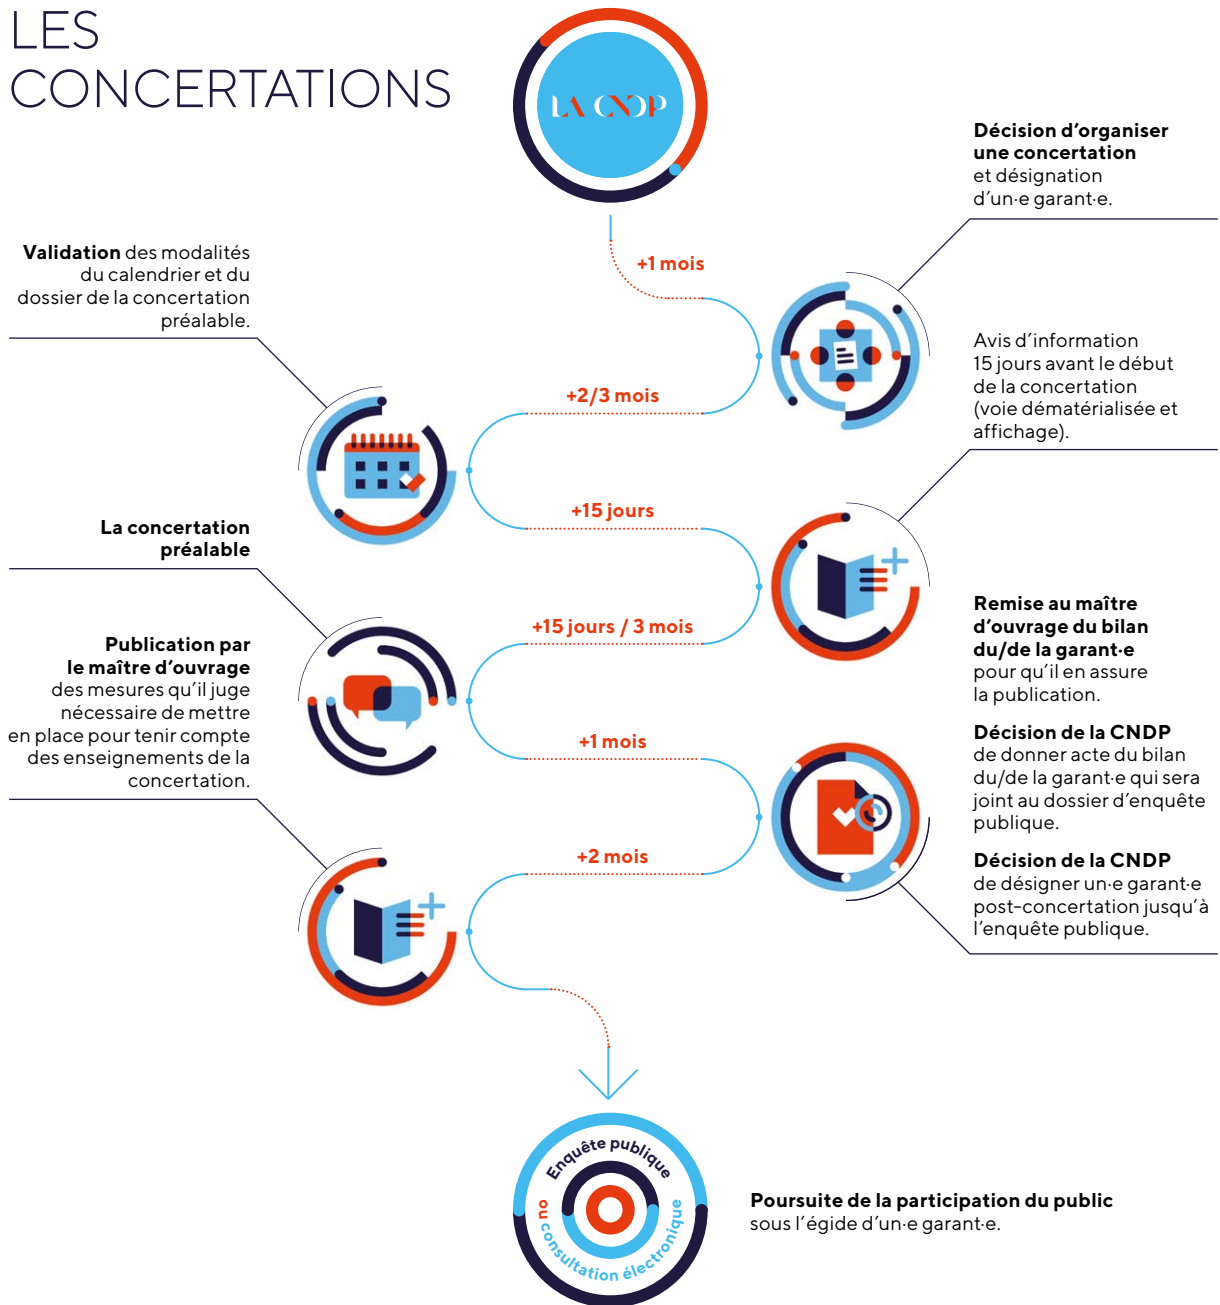 LES
CONCERTATIONS
LA CNDP
Décision d'organiser
une concertation
et désignation
d'un·e garant·e.
+1 mois
Validation des modalités
du calendrier et du
dossier de la concertation
préalable.
+2/3 mois
Avis d'information
15 jours avant le début
de la concertation
(voie dématérialisée et
affichage).
+15 jours
La concertation
préalable
+15 jours / 3 mois
Remise au maître
d'ouvrage du bilan
du/de la garant·e
pour qu'il en assure
la publication.
Décision de la CNDP
de donner acte du bilan
du/de la garant·e qui sera
joint au dossier d'enquête
publique.
Décision de la CNDP
de désigner un·e garant·e
post-concertation jusqu'à
l'enquête publique.
+1 mois
Publication par
le maître d'ouvrage
des mesures qu'il juge
nécessaire de mettre
en place pour tenir compte
des enseignements de la
concertation.
+2 mois
Enquête publique
ou consultation électronique
Poursuite de la participation du public
sous l'égide d'un·e garant·e.